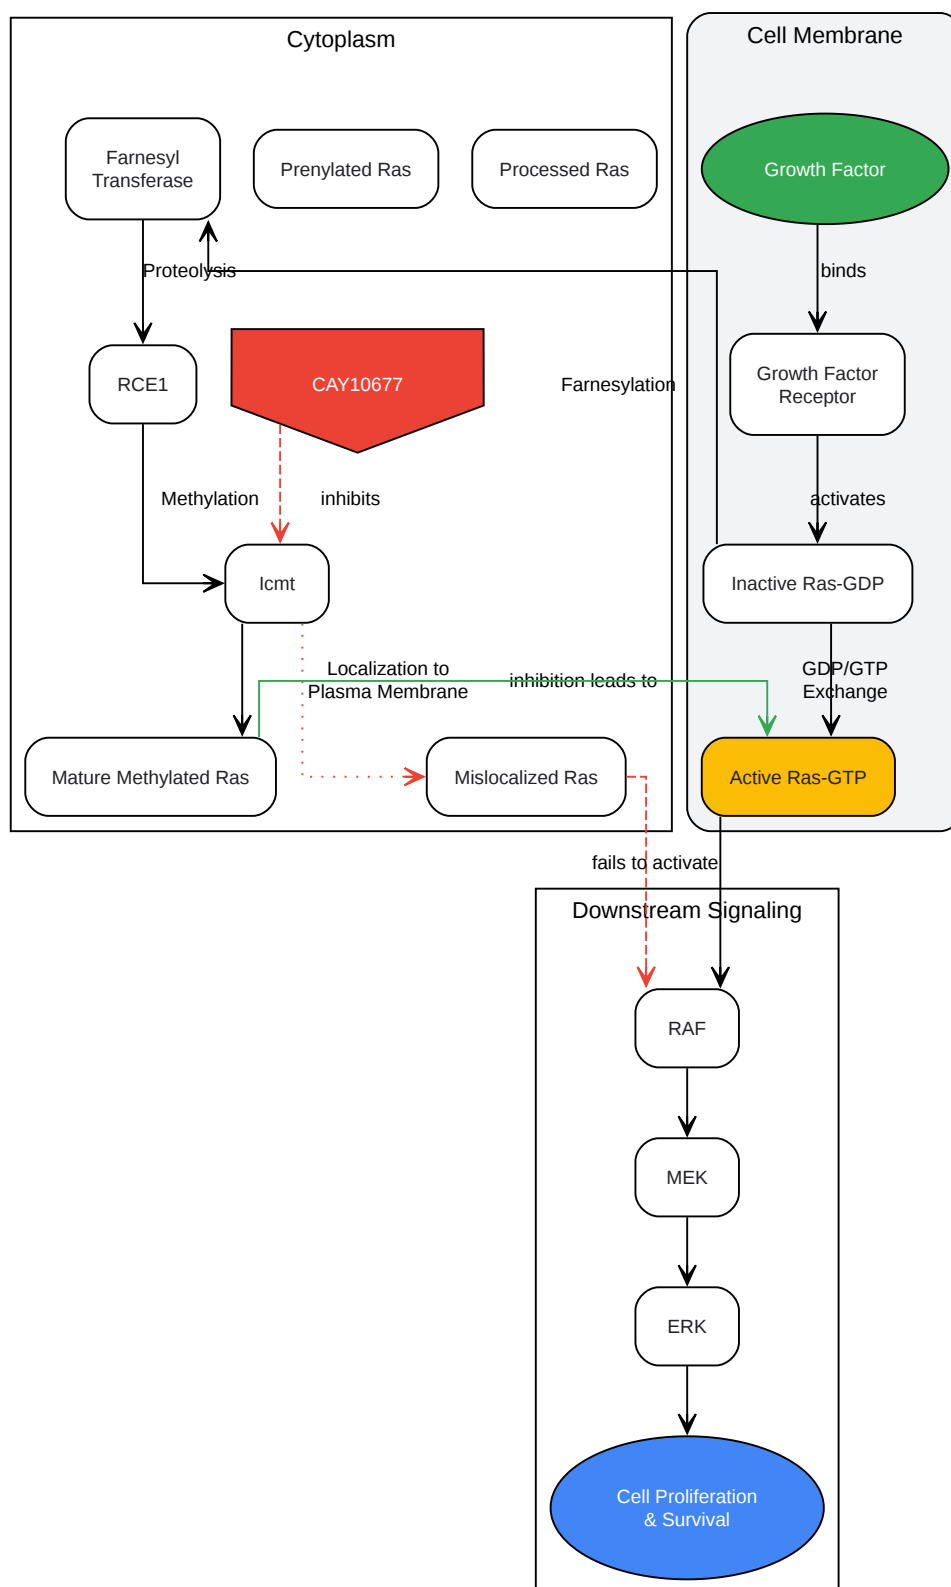 Cytoplasm
Cell Membrane
Farnesyl
Transferase
Prenylated Ras
Processed Ras
Growth Factor
Proteolysis
binds
RCE1
CAY10677
Farnesylation
Growth Factor
Receptor
Methylation
inhibits
activates
Icmt
Inactive Ras-GDP
Localization to
Plasma Membrane
inhibition leads to
GDP/GTP
Exchange
Mature Methylated Ras
Mislocalized Ras
Active Ras-GTP
fails to activate
Downstream Signaling
RAF
MEK
ERK
Cell Proliferation
& Survival